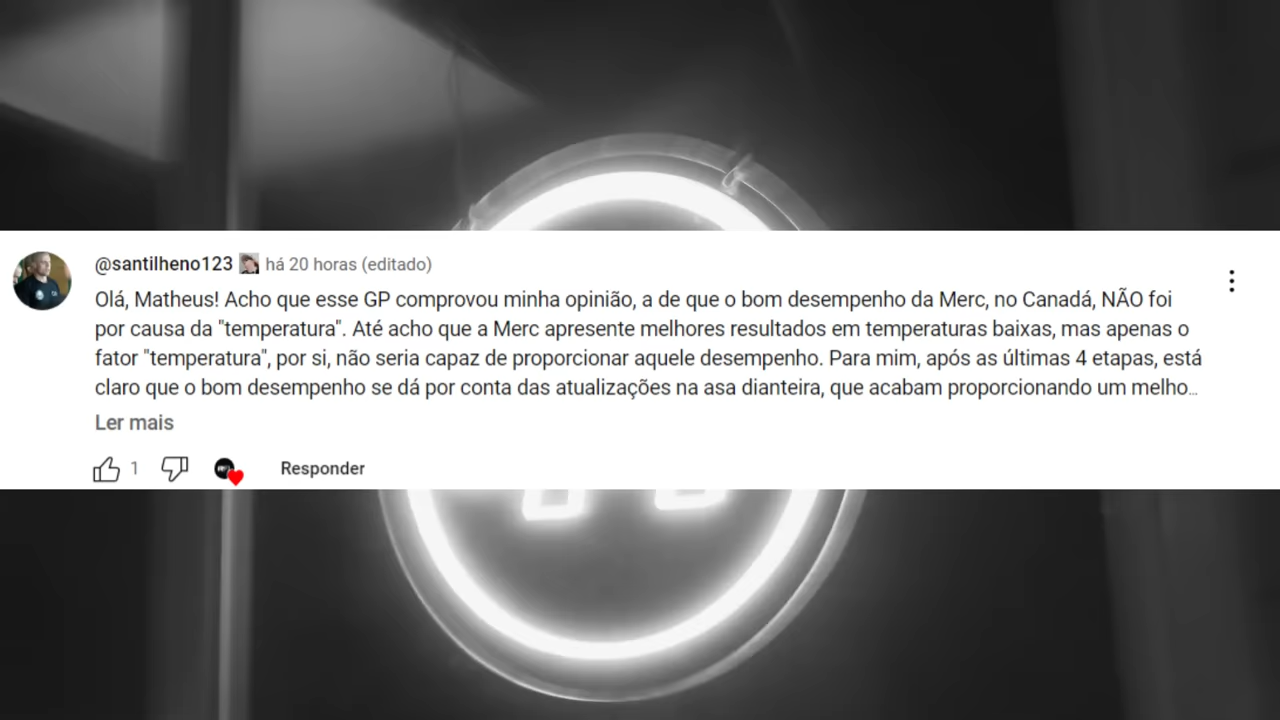 @santilheno123 há 20 horas (editado)
Olá, Matheus! Acho que esse GP comprovou minha opinião, a de que o bom desempenho da Merc, no Canadá, NÃO foi
por causa da "temperatura". Até acho que a Merc apresente melhores resultados em temperaturas baixas, mas apenas o
fator "temperatura", por si, não seria capaz de proporcionar aquele desempenho. Para mim, após as últimas 4 etapas, está
claro que o bom desempenho se dá por conta das atualizações na asa dianteira, que acabam proporcionando um melho...
Ler mais
1 Responder